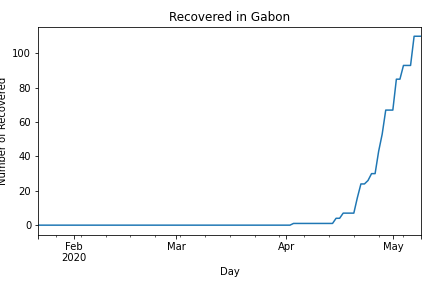 Recovered in Gabon
100
80
60
40
20
0
Number of Recovered
Feb
2020
Mar
Apr
May
Day